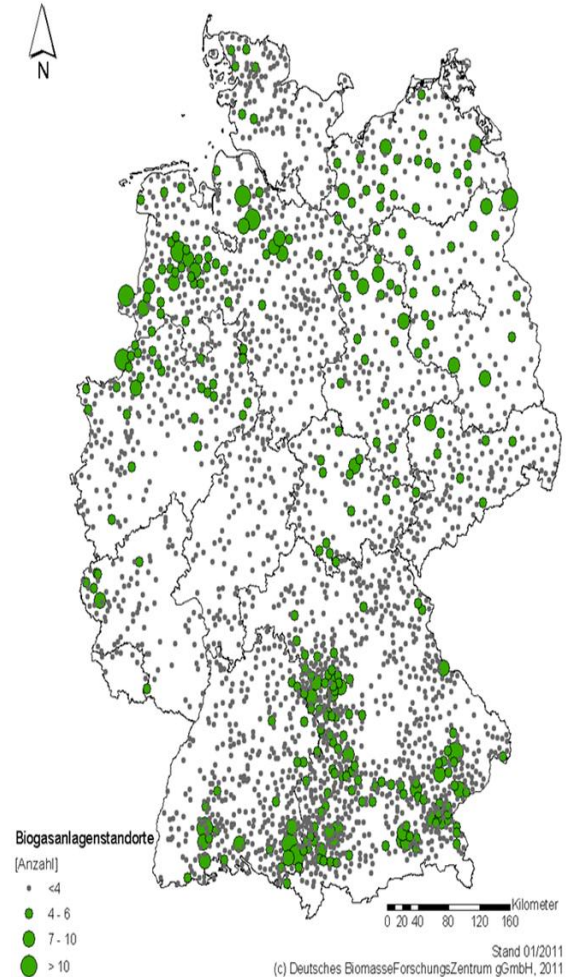 N
Biogasanlagenstandorte
[Anzahl]
<4
4 - 6
7 - 10
> 10
Kilometer
0 20 40 80 120 160
Stand 01/2011
(c) Deutsches BiomasseForschungsZentrum gGmbH, 2011